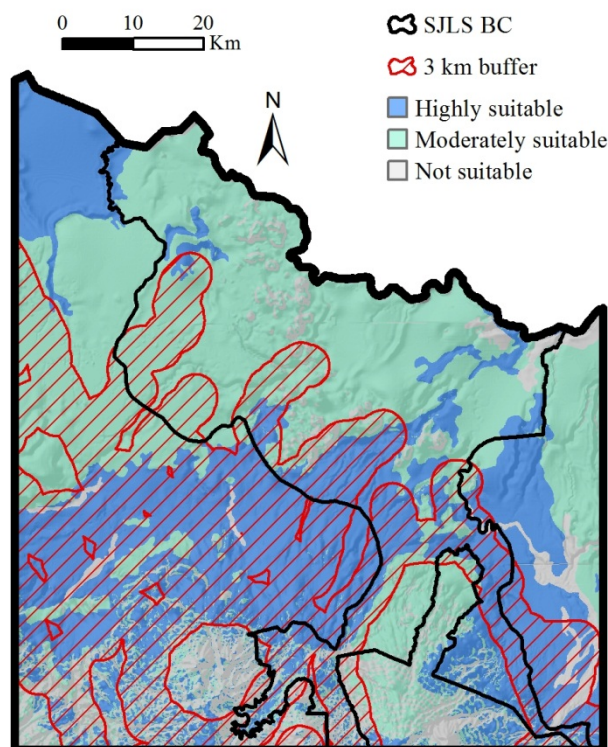 0 10 20
Km
SJLS BC
3 km buffer
N
Highly suitable
Moderately suitable
Not suitable